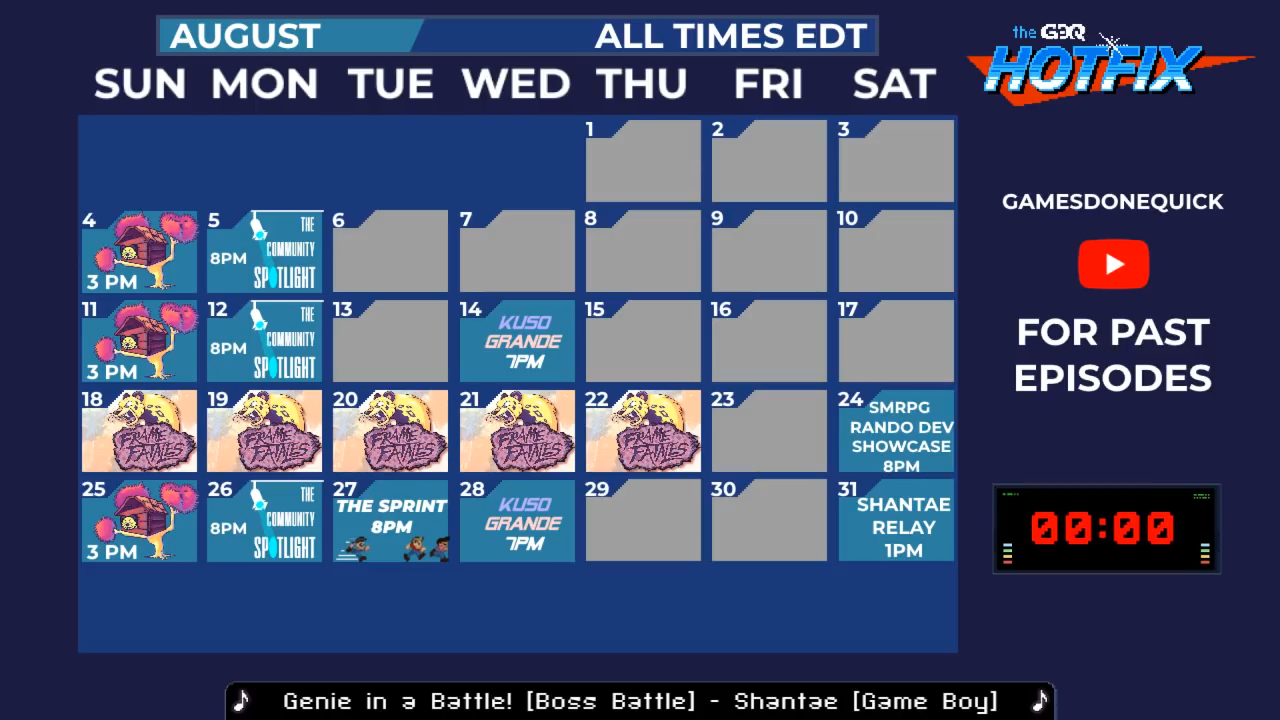 AUGUST ALL TIMES EDT
the GDQ
HOTFIX
SUN MON TUE WED THU FRI SAT
1 2 3
4 5 6 7 8 9 10
3 PM
8PM
THE
COMMUNITY
SPOTLIGHT
11 12 13 14 15 16 17
3 PM
8PM
THE
COMMUNITY
SPOTLIGHT
KUSO
GRANDE
7PM
18 19 20 21 22 23 24
FRAME
FATALES
FRAME
FATALES
FRAME
FATALES
FRAME
FATALES
FRAME
FATALES
SMRPG
RANDO DEV
SHOWCASE
8PM
25 26 27 28 29 30 31
3 PM
8PM
THE
COMMUNITY
SPOTLIGHT
THE SPRINT
8PM
KUSO
GRANDE
7PM
SHANTAE
RELAY
1PM
GAMESDONEQUICK
FOR PAST
EPISODES
00:00
♪ Genie in a Battle! [Boss Battle] - Shantae [Game Boy] ♪